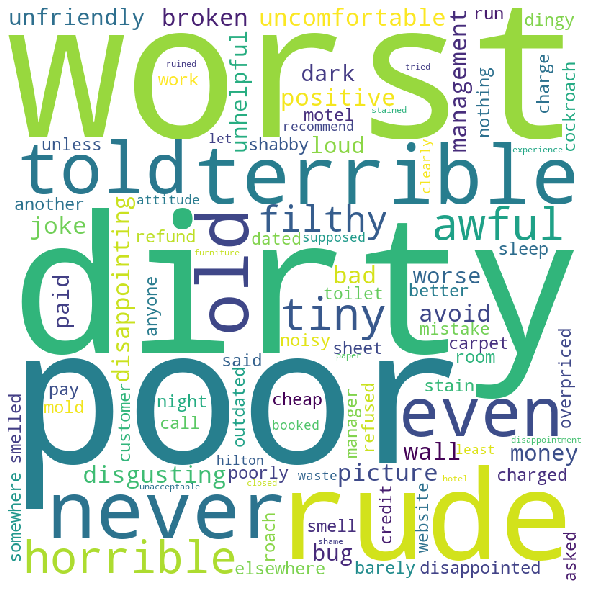 unfriendly
broken
uncomfortable
run
dingy
worst
ruined
work
dark
tried
positive
stained
motel
recommend
unhelpful
management
nothing
charge
cockroach
unless
let
shabby
loud
clearly
experience
told
terrible
another
attitude
joke
disappointing
refund
furniture
old
dated
supposed
filthy
awful
sleep
dirty
paid
anyone
bad
worse
better
toilet
tiny
avoid
mistake
noisy
sheet
carpet
room
said
paper
poor
even
overpriced
pay
mold
customer
night
call
outdated
cheap
booked
manager
refused
stain
smelled
somewhere
hilton
disgusting
poorly
waste
picture
wall
least
money
disappointment
charged
unacceptable
closed
hotel
never
rude
horrible
elsewhere
roach
smell
bug
shame
credit
website
barely
disappointed
asked